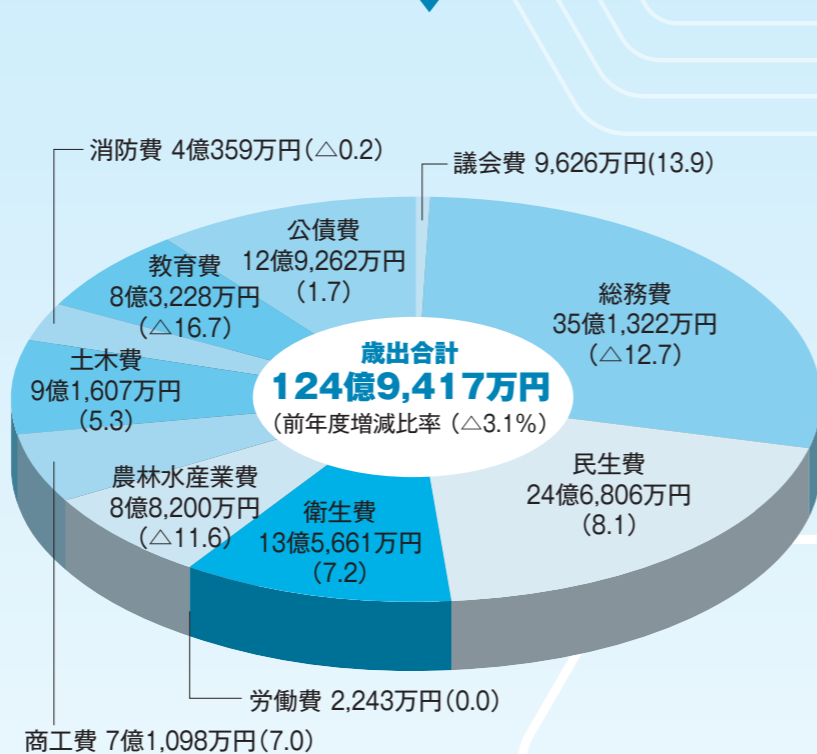 消防費 4億359万円(△0.2)
議会費 9,626万円(13.9)
公債費
12億9,262万円
(1.7)
教育費
8億3,228万円
(△16.7)
総務費
35億1,322万円
(△12.7)
歳出合計
124億9,417万円
(前年度増減比率 (△3.1%)
土木費
9億1,607万円
(5.3)
農林水産業費
8億8,200万円
(△11.6)
衛生費
13億5,661万円
(7.2)
民生費
24億6,806万円
(8.1)
労働費 2,243万円(0.0)
商工費 7億1,098万円(7.0)